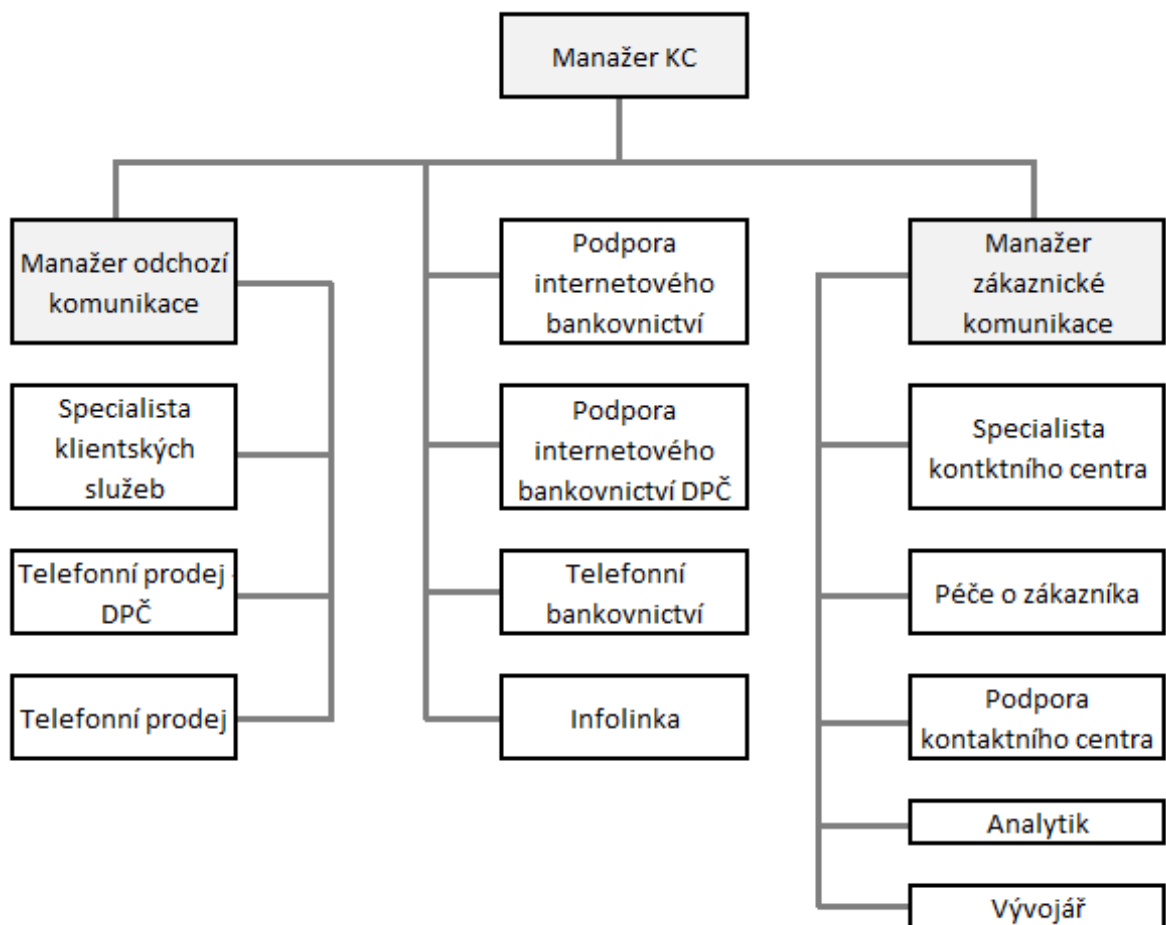 Manažer KC
Manažer odchozí
komunikace
Specialista
klientských
služeb
Telefonní prodej -
DPČ
Telefonní prodej
Podpora
internetového
bankovnictví
Podpora
internetového
bankovnictví DPČ
Telefonní
bankovnictví
Infolinka
Manažer
zákaznické
komunikace
Specialista
kontktního centra
Péče o zákazníka
Podpora
kontaktního centra
Analytik
Vývojář